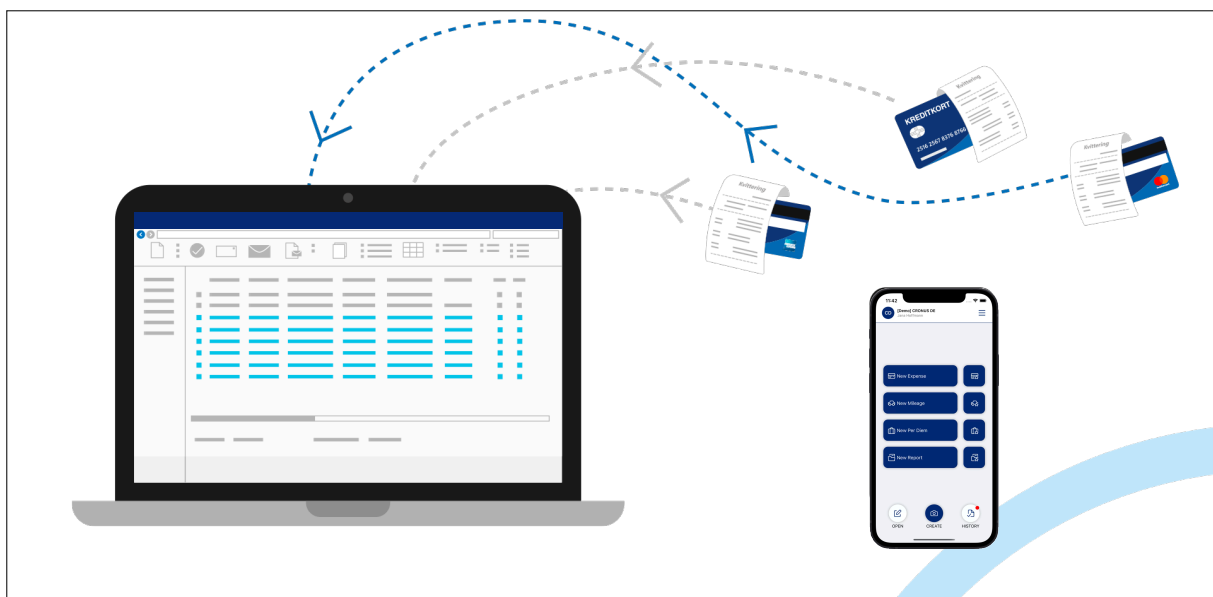 Kvittering
KREDITKORT
2516 2567 8376 8766
Kvittering
Kvittering
11:42
CD
[Demo] CRONUS DE
New Expense
New Mileage
New Per Diem
New Report
OPEN
CREATE
HISTORY